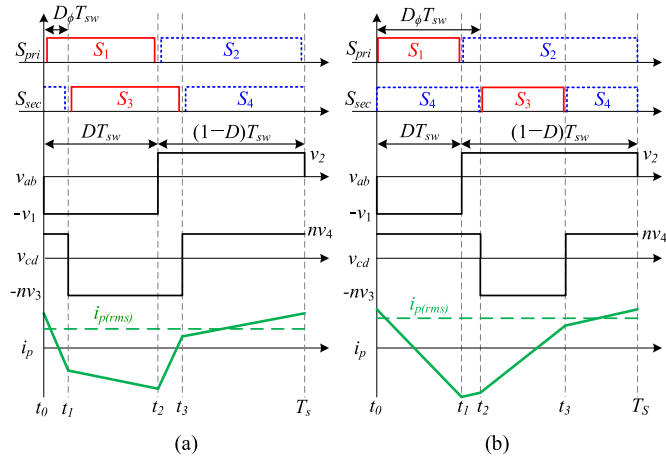 D_ϕT_sw
S_pri S_1 S_2
S_sec S_3 S_4
DT_sw (1−D)T_sw
v_2
v_ab
-v_1
nv_4
v_cd
-nv_3
i_p(rms)
i_p
t_0 t_1 t_2 t_3 T_s
(a)
D_ϕT_sw
S_pri S_1 S_2
S_sec S_4 S_3 S_4
DT_sw (1−D)T_sw
v_2
v_ab
-v_1
nv_4
v_cd
-nv_3
i_p(rms)
i_p
t_0 t_1 t_2 t_3 T_S
(b)